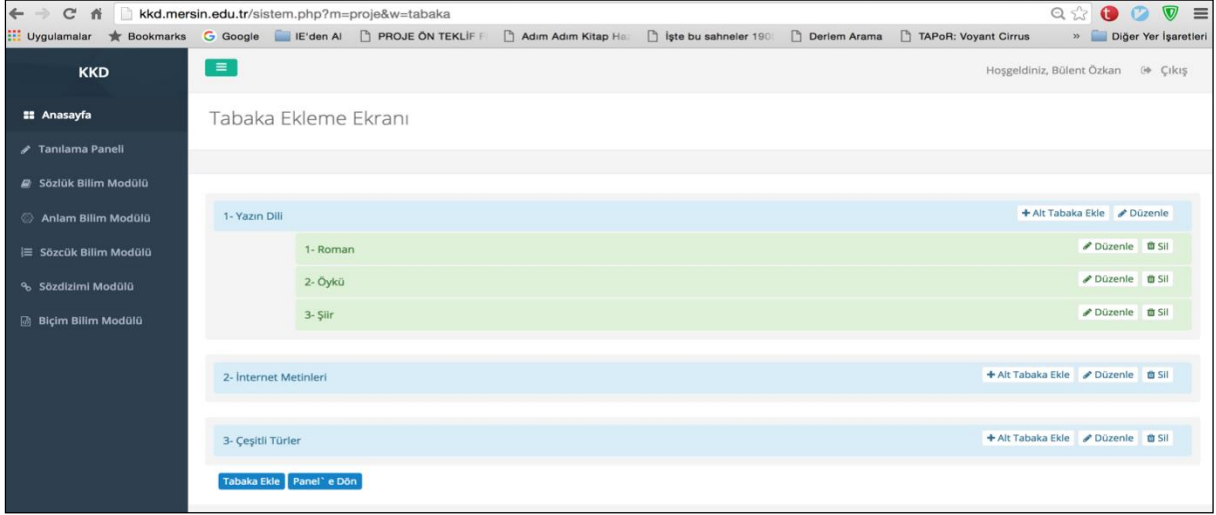 kkd.mersin.edu.tr/sistem.php?m=proje&w=tabaka
Uygulamalar Bookmarks Google IE'den Al PROJE ÖN TEKLİF Adım Adım Kitap Haz İşte bu sahneler 190 Derlem Arama TAPoR: Voyant Cirrus » Diğer Yer İşaretleri
KKD
Hoşgeldiniz, Bülent Özkan Çıkış
Anasayfa
Tanılama Paneli
Sözlük Bilim Modülü
Anlam Bilim Modülü
Sözcük Bilim Modülü
Sözdizimi Modülü
Biçim Bilim Modülü
Tabaka Ekleme Ekranı
1- Yazın Dili + Alt Tabaka Ekle Düzenle
1- Roman Düzenle Sil
2- Öykü Düzenle Sil
3- Şiir Düzenle Sil
2- İnternet Metinleri + Alt Tabaka Ekle Düzenle Sil
3- Çeşitli Türler + Alt Tabaka Ekle Düzenle Sil
Tabaka Ekle Panel` e Dön